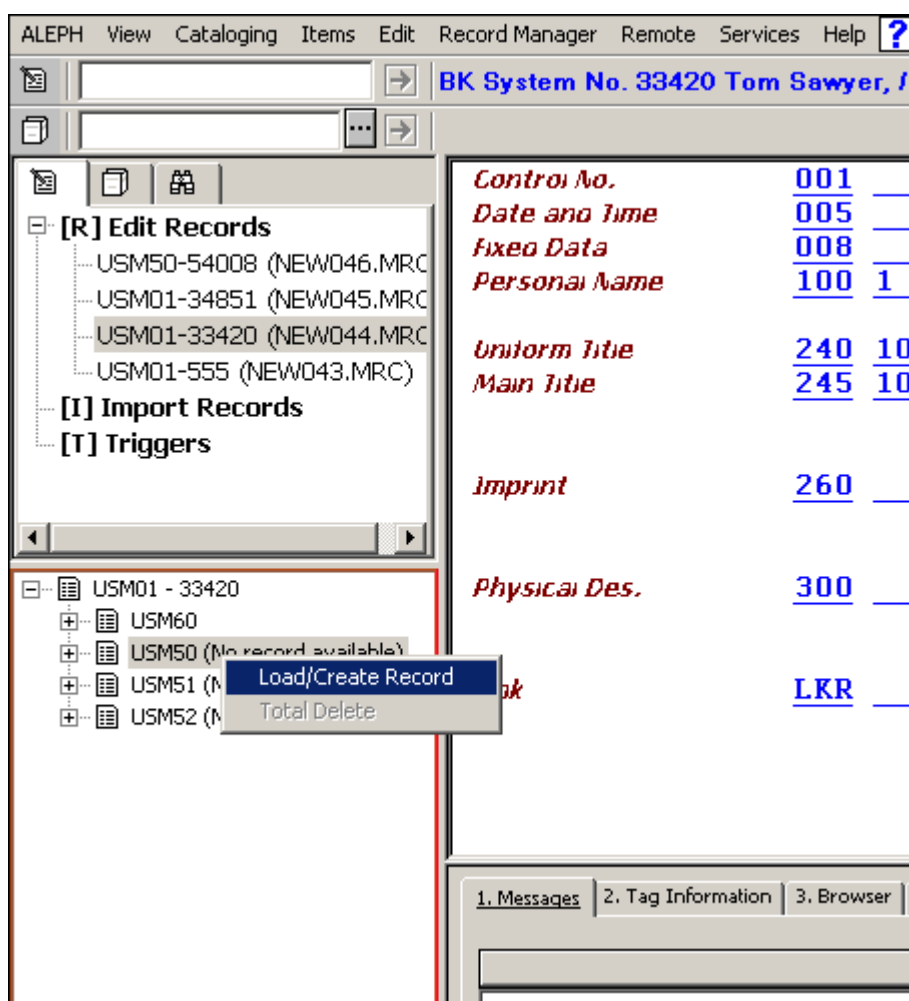 ALEPH View Cataloging Items Edit Record Manager Remote Services Help ?
BK System No. 33420 Tom Sawyer,
...
[R] Edit Records
USM50-54008 (NEW046.MRC
USM01-34851 (NEW045.MRC
USM01-33420 (NEW044.MRC
USM01-555 (NEW043.MRC)
[I] Import Records
[T] Triggers
USM01 - 33420
USM60
USM50 (No record available)
USM51 (N
USM52 (N
Load/Create Record
Total Delete
Control No. 001
Date and Time 005
Fixed Data 008
Personal Name 100 1
Uniform Title 240 10
Main Title 245 10
Imprint 260
Physical Des. 300
LKR
1. Messages 2. Tag Information 3. Browser